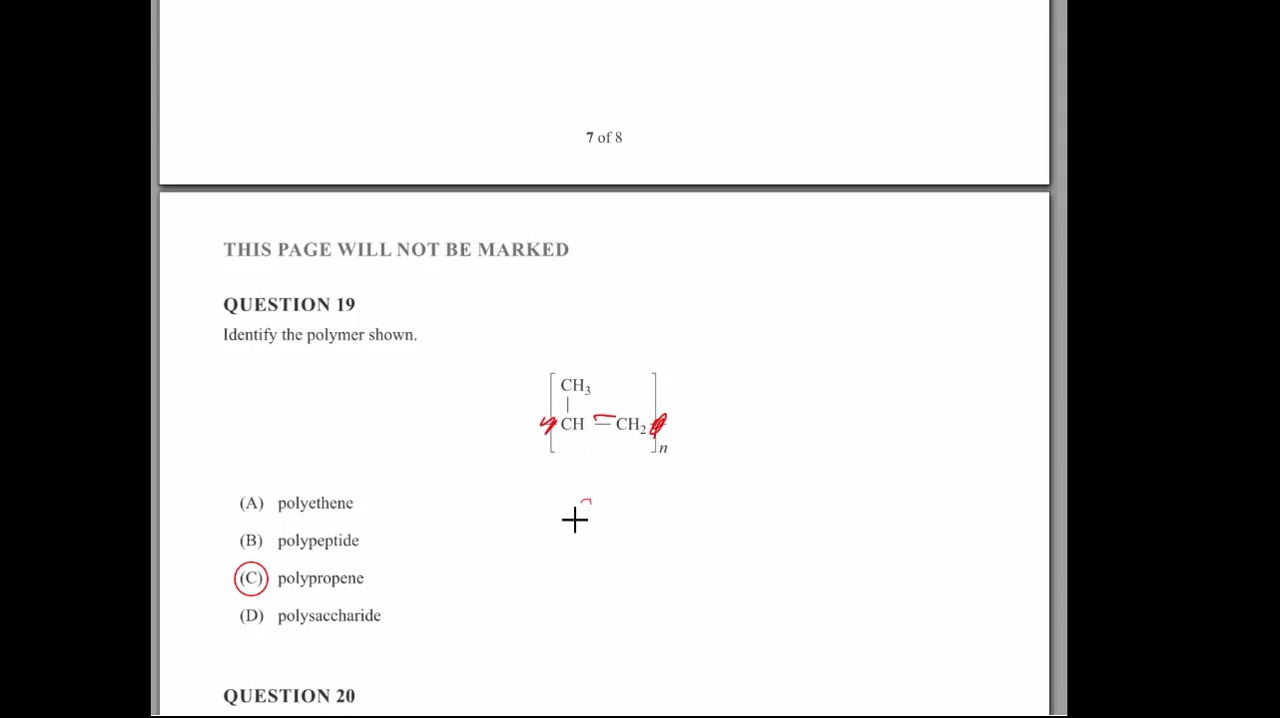 7 of 8
THIS PAGE WILL NOT BE MARKED
QUESTION 19
Identify the polymer shown.
CH₃
CH — CH₂
n
(A) polyethene
(B) polypeptide
(C) polypropene
(D) polysaccharide
QUESTION 20